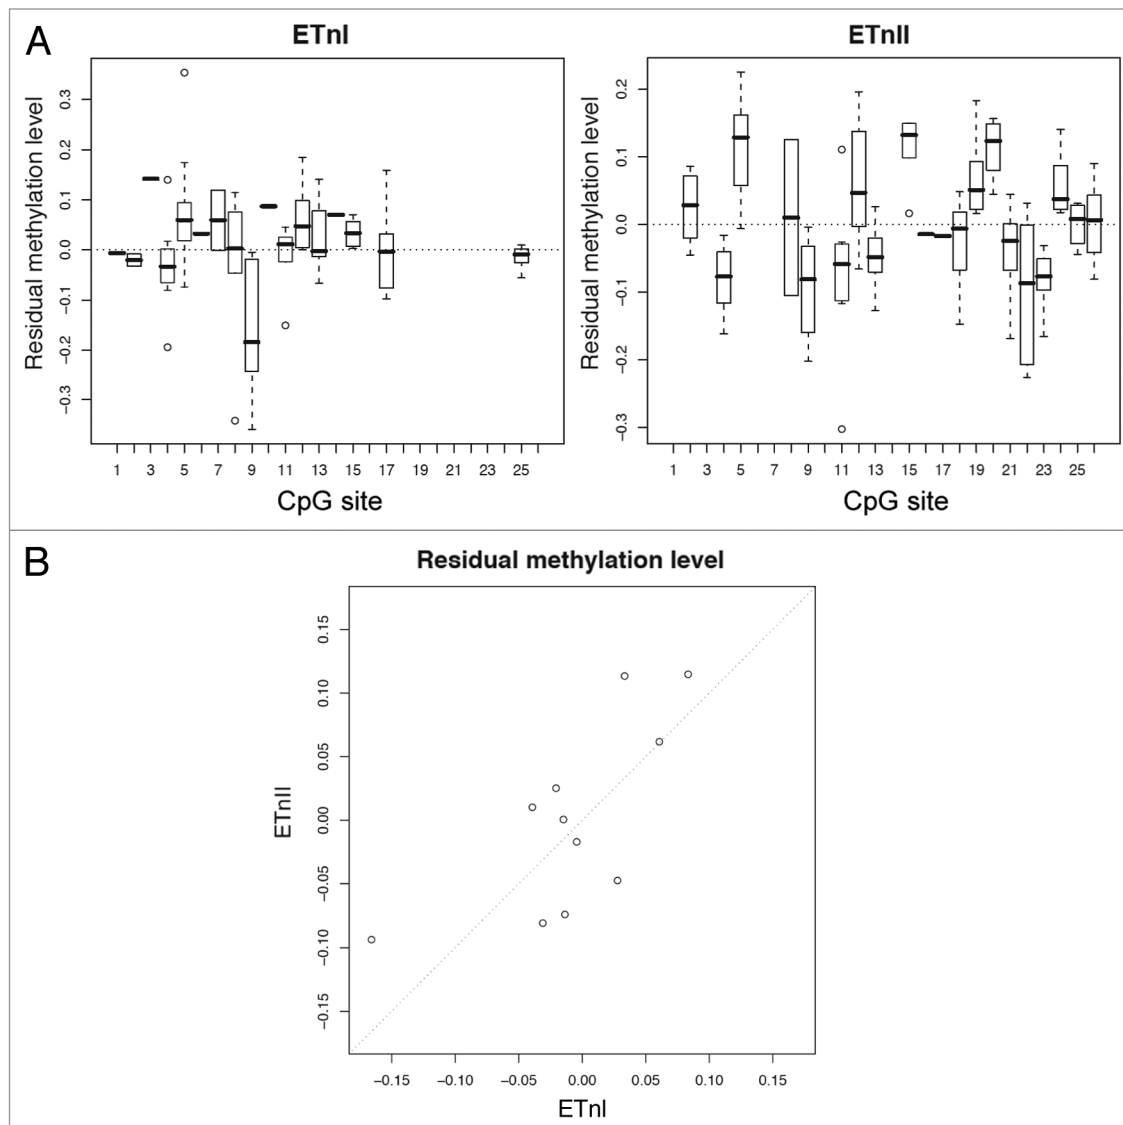 A
ETnI
Residual methylation level
0.3
0.2
0.1
0.0
−0.1
−0.2
−0.3
1 3 5 7 9 11 13 15 17 19 21 23 25
CpG site
ETnII
Residual methylation level
0.2
0.1
0.0
−0.1
−0.2
−0.3
1 3 5 7 9 11 13 15 17 19 21 23 25
CpG site
B
Residual methylation level
ETnII
0.15
0.10
0.05
0.00
−0.05
−0.10
−0.15
−0.15 −0.10 −0.05 0.00 0.05 0.10 0.15
ETnI